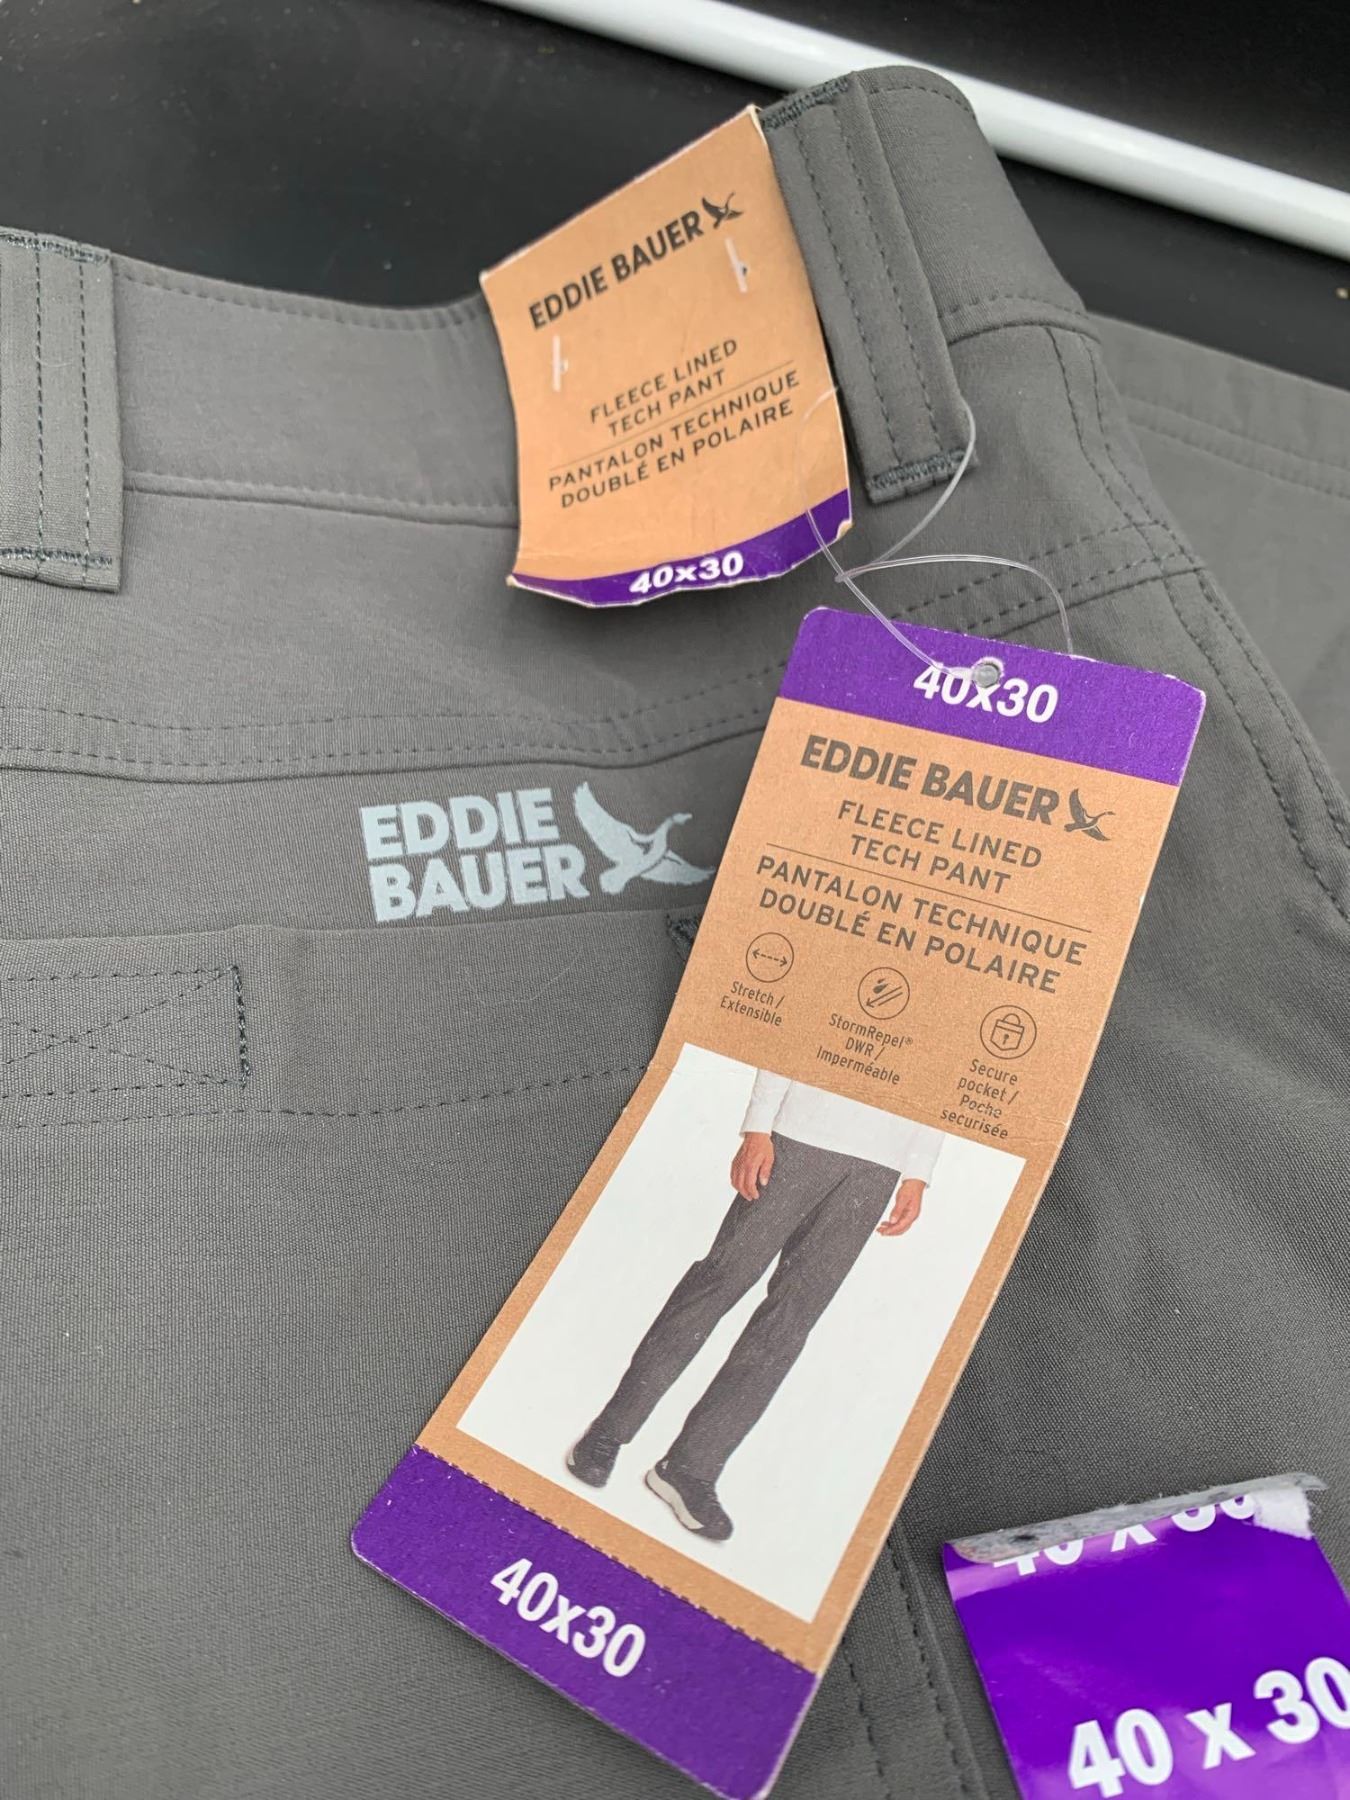 EDDIE BAUER
FLEECE LINED
TECH PANT
PANTALON TECHNIQUE
DOUBLÉ EN POLAIRE
40x30
40x30
EDDIE BAUER
FLEECE LINED
TECH PANT
PANTALON TECHNIQUE
DOUBLÉ EN POLAIRE
Stretch /
Extensible
StormRepel®
DWR /
Imperméable
Secure
pocket /
Poche
securisée
40x30
EDDIE
BAUER
40 x 30
40 x 30